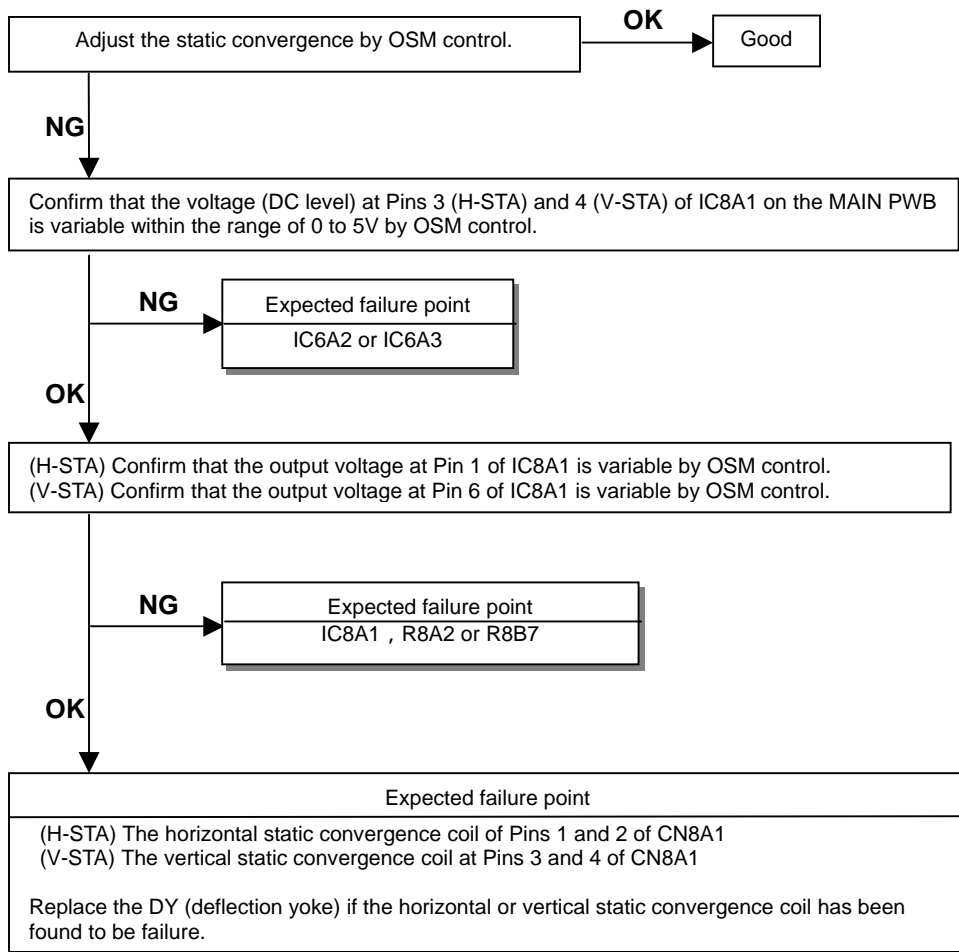 Adjust the static convergence by OSM control.
OK
Good
NG
Confirm that the voltage (DC level) at Pins 3 (H-STA) and 4 (V-STA) of IC8A1 on the MAIN PWB
is variable within the range of 0 to 5V by OSM control.
NG
Expected failure point
IC6A2 or IC6A3
OK
(H-STA) Confirm that the output voltage at Pin 1 of IC8A1 is variable by OSM control.
(V-STA) Confirm that the output voltage at Pin 6 of IC8A1 is variable by OSM control.
NG
Expected failure point
IC8A1 , R8A2 or R8B7
OK
Expected failure point
(H-STA) The horizontal static convergence coil of Pins 1 and 2 of CN8A1
(V-STA) The vertical static convergence coil at Pins 3 and 4 of CN8A1
Replace the DY (deflection yoke) if the horizontal or vertical static convergence coil has been
found to be failure.